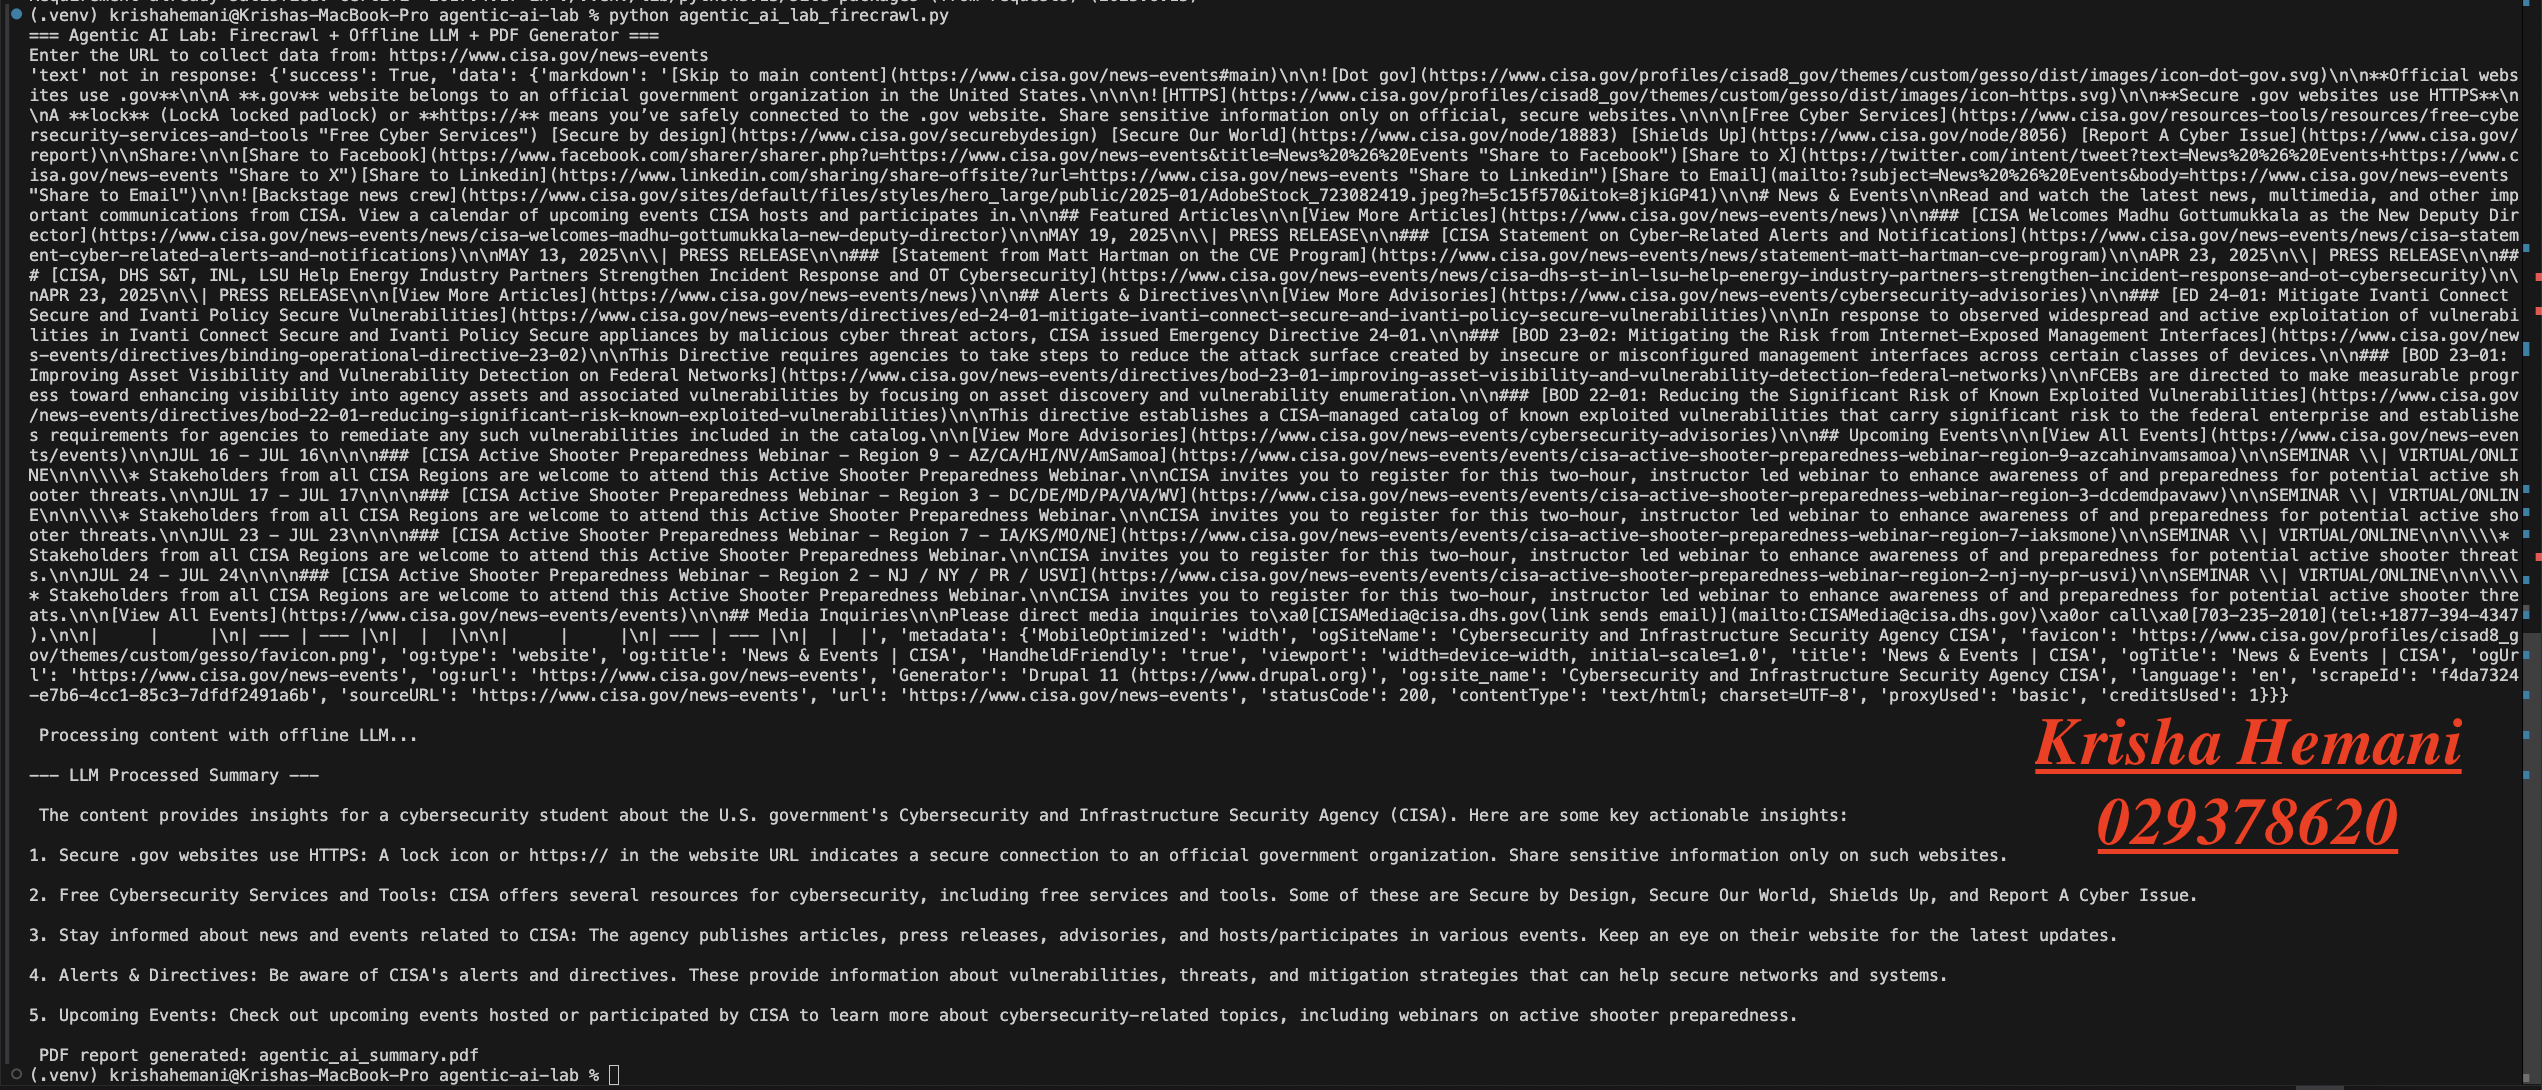 (.venv) krishahemani@Krishas-MacBook-Pro agentic-ai-lab % python agentic_ai_lab_firecrawl.py
=== Agentic AI Lab: Firecrawl + Offline LLM + PDF Generator ===
Enter the URL to collect data from: https://www.cisa.gov/news-events
'text' not in response: {'success': True, 'data': {'markdown': '[Skip to main content](https://www.cisa.gov/news-events#main)\n\n![Dot gov](https://www.cisa.gov/profiles/cisad8_gov/themes/custom/gesso/dist/images/icon-dot-gov.svg)\n\n**Official webs
ites use .gov**\n\nA **.gov** website belongs to an official government organization in the United States.\n\n\n![HTTPS](https://www.cisa.gov/profiles/cisad8_gov/themes/custom/gesso/dist/images/icon-https.svg)\n\n**Secure .gov websites use HTTPS**\n
\nA **lock** (LockA locked padlock) or **https://** means you’ve safely connected to the .gov website. Share sensitive information only on official, secure websites.\n\n\n[Free Cyber Services](https://www.cisa.gov/resources-tools/resources/free-cybe
rsecurity-services-and-tools "Free Cyber Services") [Secure by design](https://www.cisa.gov/securebydesign) [Secure Our World](https://www.cisa.gov/node/18883) [Shields Up](https://www.cisa.gov/node/8056) [Report A Cyber Issue](https://www.cisa.gov/
report)\n\nShare:\n\n[Share to Facebook](https://www.facebook.com/sharer/sharer.php?u=https://www.cisa.gov/news-events&title=News%20%26%20Events "Share to Facebook")[Share to X](https://twitter.com/intent/tweet?text=News%20%26%20Events+https://www.c
isa.gov/news-events "Share to X")[Share to Linkedin](https://www.linkedin.com/sharing/share-offsite/?url=https://www.cisa.gov/news-events "Share to Linkedin")[Share to Email](mailto:?subject=News%20%26%20Events&body=https://www.cisa.gov/news-events
"Share to Email")\n\n![Backstage news crew](https://www.cisa.gov/sites/default/files/styles/hero_large/public/2025-01/AdobeStock_723082419.jpeg?h=5c15f570&itok=8jkiGP41)\n\n# News & Events\n\nRead and watch the latest news, multimedia, and other imp
ortant communications from CISA. View a calendar of upcoming events CISA hosts and participates in.\n\n## Featured Articles\n\n[View More Articles](https://www.cisa.gov/news-events/news)\n\n### [CISA Welcomes Madhu Gottumukkala as the New Deputy Dir
ector](https://www.cisa.gov/news-events/news/cisa-welcomes-madhu-gottumukkala-new-deputy-director)\n\nMAY 19, 2025\n\\| PRESS RELEASE\n\n### [CISA Statement on Cyber-Related Alerts and Notifications](https://www.cisa.gov/news-events/news/cisa-statem
ent-cyber-related-alerts-and-notifications)\n\nMAY 13, 2025\n\\| PRESS RELEASE\n\n### [Statement from Matt Hartman on the CVE Program](https://www.cisa.gov/news-events/news/statement-matt-hartman-cve-program)\n\nAPR 23, 2025\n\\| PRESS RELEASE\n\n##
# [CISA, DHS S&T, INL, LSU Help Energy Industry Partners Strengthen Incident Response and OT Cybersecurity](https://www.cisa.gov/news-events/news/cisa-dhs-st-inl-lsu-help-energy-industry-partners-strengthen-incident-response-and-ot-cybersecurity)\n\
nAPR 23, 2025\n\\| PRESS RELEASE\n\n[View More Articles](https://www.cisa.gov/news-events/news)\n\n## Alerts & Directives\n\n[View More Advisories](https://www.cisa.gov/news-events/cybersecurity-advisories)\n\n### [ED 24-01: Mitigate Ivanti Connect
Secure and Ivanti Policy Secure Vulnerabilities](https://www.cisa.gov/news-events/directives/ed-24-01-mitigate-ivanti-connect-secure-and-ivanti-policy-secure-vulnerabilities)\n\nIn response to observed widespread and active exploitation of vulnerabi
lities in Ivanti Connect Secure and Ivanti Policy Secure appliances by malicious cyber threat actors, CISA issued Emergency Directive 24-01.\n\n### [BOD 23-02: Mitigating the Risk from Internet-Exposed Management Interfaces](https://www.cisa.gov/new
s-events/directives/binding-operational-directive-23-02)\n\nThis Directive requires agencies to take steps to reduce the attack surface created by insecure or misconfigured management interfaces across certain classes of devices.\n\n### [BOD 23-01:
Improving Asset Visibility and Vulnerability Detection on Federal Networks](https://www.cisa.gov/news-events/directives/bod-23-01-improving-asset-visibility-and-vulnerability-detection-federal-networks)\n\nFCEBs are directed to make measurable progr
ess toward enhancing visibility into agency assets and associated vulnerabilities by focusing on asset discovery and vulnerability enumeration.\n\n### [BOD 22-01: Reducing the Significant Risk of Known Exploited Vulnerabilities](https://www.cisa.gov
/news-events/directives/bod-22-01-reducing-significant-risk-known-exploited-vulnerabilities)\n\nThis directive establishes a CISA-managed catalog of known exploited vulnerabilities that carry significant risk to the federal enterprise and establishe
s requirements for agencies to remediate any such vulnerabilities included in the catalog.\n\n[View More Advisories](https://www.cisa.gov/news-events/cybersecurity-advisories)\n\n## Upcoming Events\n\n[View All Events](https://www.cisa.gov/news-even
ts/events)\n\nJUL 16 - JUL 16\n\n\n### [CISA Active Shooter Preparedness Webinar - Region 9 - AZ/CA/HI/NV/AmSamoa](https://www.cisa.gov/news-events/events/cisa-active-shooter-preparedness-webinar-region-9-azcahinvamsamoa)\n\nSEMINAR \\| VIRTUAL/ONLI
NE\n\n\\\\* Stakeholders from all CISA Regions are welcome to attend this Active Shooter Preparedness Webinar.\n\nCISA invites you to register for this two-hour, instructor led webinar to enhance awareness of and preparedness for potential active sh
ooter threats.\n\nJUL 17 - JUL 17\n\n\n### [CISA Active Shooter Preparedness Webinar - Region 3 - DC/DE/MD/PA/VA/WV](https://www.cisa.gov/news-events/events/cisa-active-shooter-preparedness-webinar-region-3-dcdemdpavawv)\n\nSEMINAR \\| VIRTUAL/ONLIN
E\n\n\\\\* Stakeholders from all CISA Regions are welcome to attend this Active Shooter Preparedness Webinar.\n\nCISA invites you to register for this two-hour, instructor led webinar to enhance awareness of and preparedness for potential active sho
oter threats.\n\nJUL 23 - JUL 23\n\n\n### [CISA Active Shooter Preparedness Webinar - Region 7 - IA/KS/MO/NE](https://www.cisa.gov/news-events/events/cisa-active-shooter-preparedness-webinar-region-7-iaksmone)\n\nSEMINAR \\| VIRTUAL/ONLINE\n\n\\\\*
Stakeholders from all CISA Regions are welcome to attend this Active Shooter Preparedness Webinar.\n\nCISA invites you to register for this two-hour, instructor led webinar to enhance awareness of and preparedness for potential active shooter threat
s.\n\nJUL 24 - JUL 24\n\n\n### [CISA Active Shooter Preparedness Webinar - Region 2 - NJ / NY / PR / USVI](https://www.cisa.gov/news-events/events/cisa-active-shooter-preparedness-webinar-region-2-nj-ny-pr-usvi)\n\nSEMINAR \\| VIRTUAL/ONLINE\n\n\\\\
* Stakeholders from all CISA Regions are welcome to attend this Active Shooter Preparedness Webinar.\n\nCISA invites you to register for this two-hour, instructor led webinar to enhance awareness of and preparedness for potential active shooter thre
ats.\n\n[View All Events](https://www.cisa.gov/news-events/events)\n\n## Media Inquiries\n\nPlease direct media inquiries to\xa0[CISAMedia@cisa.dhs.gov(link sends email)](mailto:CISAMedia@cisa.dhs.gov)\xa0or call\xa0[703-235-2010](tel:+1877-394-4347
).\n\n|     |     |\n| --- | --- |\n|  |  |\n\n|     |     |\n| --- | --- |\n|  |  |', 'metadata': {'MobileOptimized': 'width', 'ogSiteName': 'Cybersecurity and Infrastructure Security Agency CISA', 'favicon': 'https://www.cisa.gov/profiles/cisad8_g
ov/themes/custom/gesso/favicon.png', 'og:type': 'website', 'og:title': 'News & Events | CISA', 'HandheldFriendly': 'true', 'viewport': 'width=device-width, initial-scale=1.0', 'title': 'News & Events | CISA', 'ogTitle': 'News & Events | CISA', 'ogUr
l': 'https://www.cisa.gov/news-events', 'og:url': 'https://www.cisa.gov/news-events', 'Generator': 'Drupal 11 (https://www.drupal.org)', 'og:site_name': 'Cybersecurity and Infrastructure Security Agency CISA', 'language': 'en', 'scrapeId': 'f4da7324
-e7b6-4cc1-85c3-7dfdf2491a6b', 'sourceURL': 'https://www.cisa.gov/news-events', 'url': 'https://www.cisa.gov/news-events', 'statusCode': 200, 'contentType': 'text/html; charset=UTF-8', 'proxyUsed': 'basic', 'creditsUsed': 1}}}
Processing content with offline LLM...
Krisha Hemani
--- LLM Processed Summary ---
The content provides insights for a cybersecurity student about the U.S. government's Cybersecurity and Infrastructure Security Agency (CISA). Here are some key actionable insights:
029378620
1. Secure .gov websites use HTTPS: A lock icon or https:// in the website URL indicates a secure connection to an official government organization. Share sensitive information only on such websites.
2. Free Cybersecurity Services and Tools: CISA offers several resources for cybersecurity, including free services and tools. Some of these are Secure by Design, Secure Our World, Shields Up, and Report A Cyber Issue.
3. Stay informed about news and events related to CISA: The agency publishes articles, press releases, advisories, and hosts/participates in various events. Keep an eye on their website for the latest updates.
4. Alerts & Directives: Be aware of CISA's alerts and directives. These provide information about vulnerabilities, threats, and mitigation strategies that can help secure networks and systems.
5. Upcoming Events: Check out upcoming events hosted or participated by CISA to learn more about cybersecurity-related topics, including webinars on active shooter preparedness.
PDF report generated: agentic_ai_summary.pdf
(.venv) krishahemani@Krishas-MacBook-Pro agentic-ai-lab %